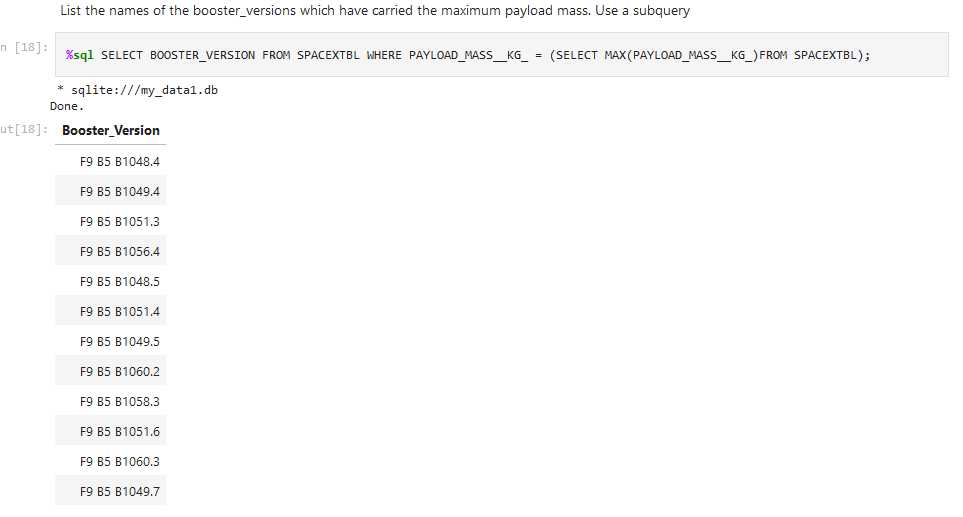 List the names of the booster_versions which have carried the maximum payload mass. Use a subquery
n [18]: %sql SELECT BOOSTER_VERSION FROM SPACEXTBL WHERE PAYLOAD_MASS__KG_ = (SELECT MAX(PAYLOAD_MASS__KG_)FROM SPACEXTBL);
* sqlite:///my_data1.db
Done.
ut[18]: Booster_Version
F9 B5 B1048.4
F9 B5 B1049.4
F9 B5 B1051.3
F9 B5 B1056.4
F9 B5 B1048.5
F9 B5 B1051.4
F9 B5 B1049.5
F9 B5 B1060.2
F9 B5 B1058.3
F9 B5 B1051.6
F9 B5 B1060.3
F9 B5 B1049.7